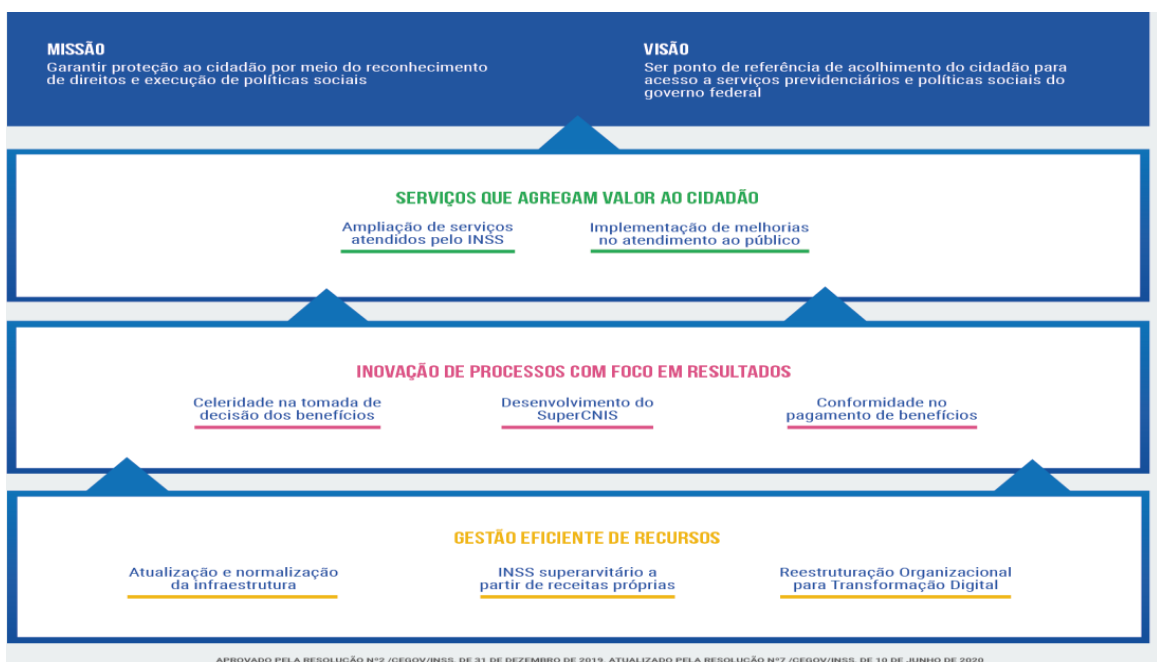 MISSÃO
Garantir proteção ao cidadão por meio do reconhecimento
de direitos e execução de políticas sociais
VISÃO
Ser ponto de referência de acolhimento do cidadão para
acesso a serviços previdenciários e políticas sociais do
governo federal
SERVIÇOS QUE AGREGAM VALOR AO CIDADÃO
Ampliação de serviços
atendidos pelo INSS
Implementação de melhorias
no atendimento ao público
INOVAÇÃO DE PROCESSOS COM FOCO EM RESULTADOS
Celeridade na tomada de
decisão dos benefícios
Desenvolvimento do
SuperCNIS
Conformidade no
pagamento de benefícios
GESTÃO EFICIENTE DE RECURSOS
Atualização e normalização
da infraestrutura
INSS superarvitário a
partir de receitas próprias
Reestruturação Organizacional
para Transformação Digital
APROVADO PELA RESOLUÇÃO Nº2 /CEGOV/INSS, DE 31 DE DEZEMBRO DE 2019, ATUALIZADO PELA RESOLUÇÃO Nº7 /CEGOV/INSS, DE 10 DE JUNHO DE 2020